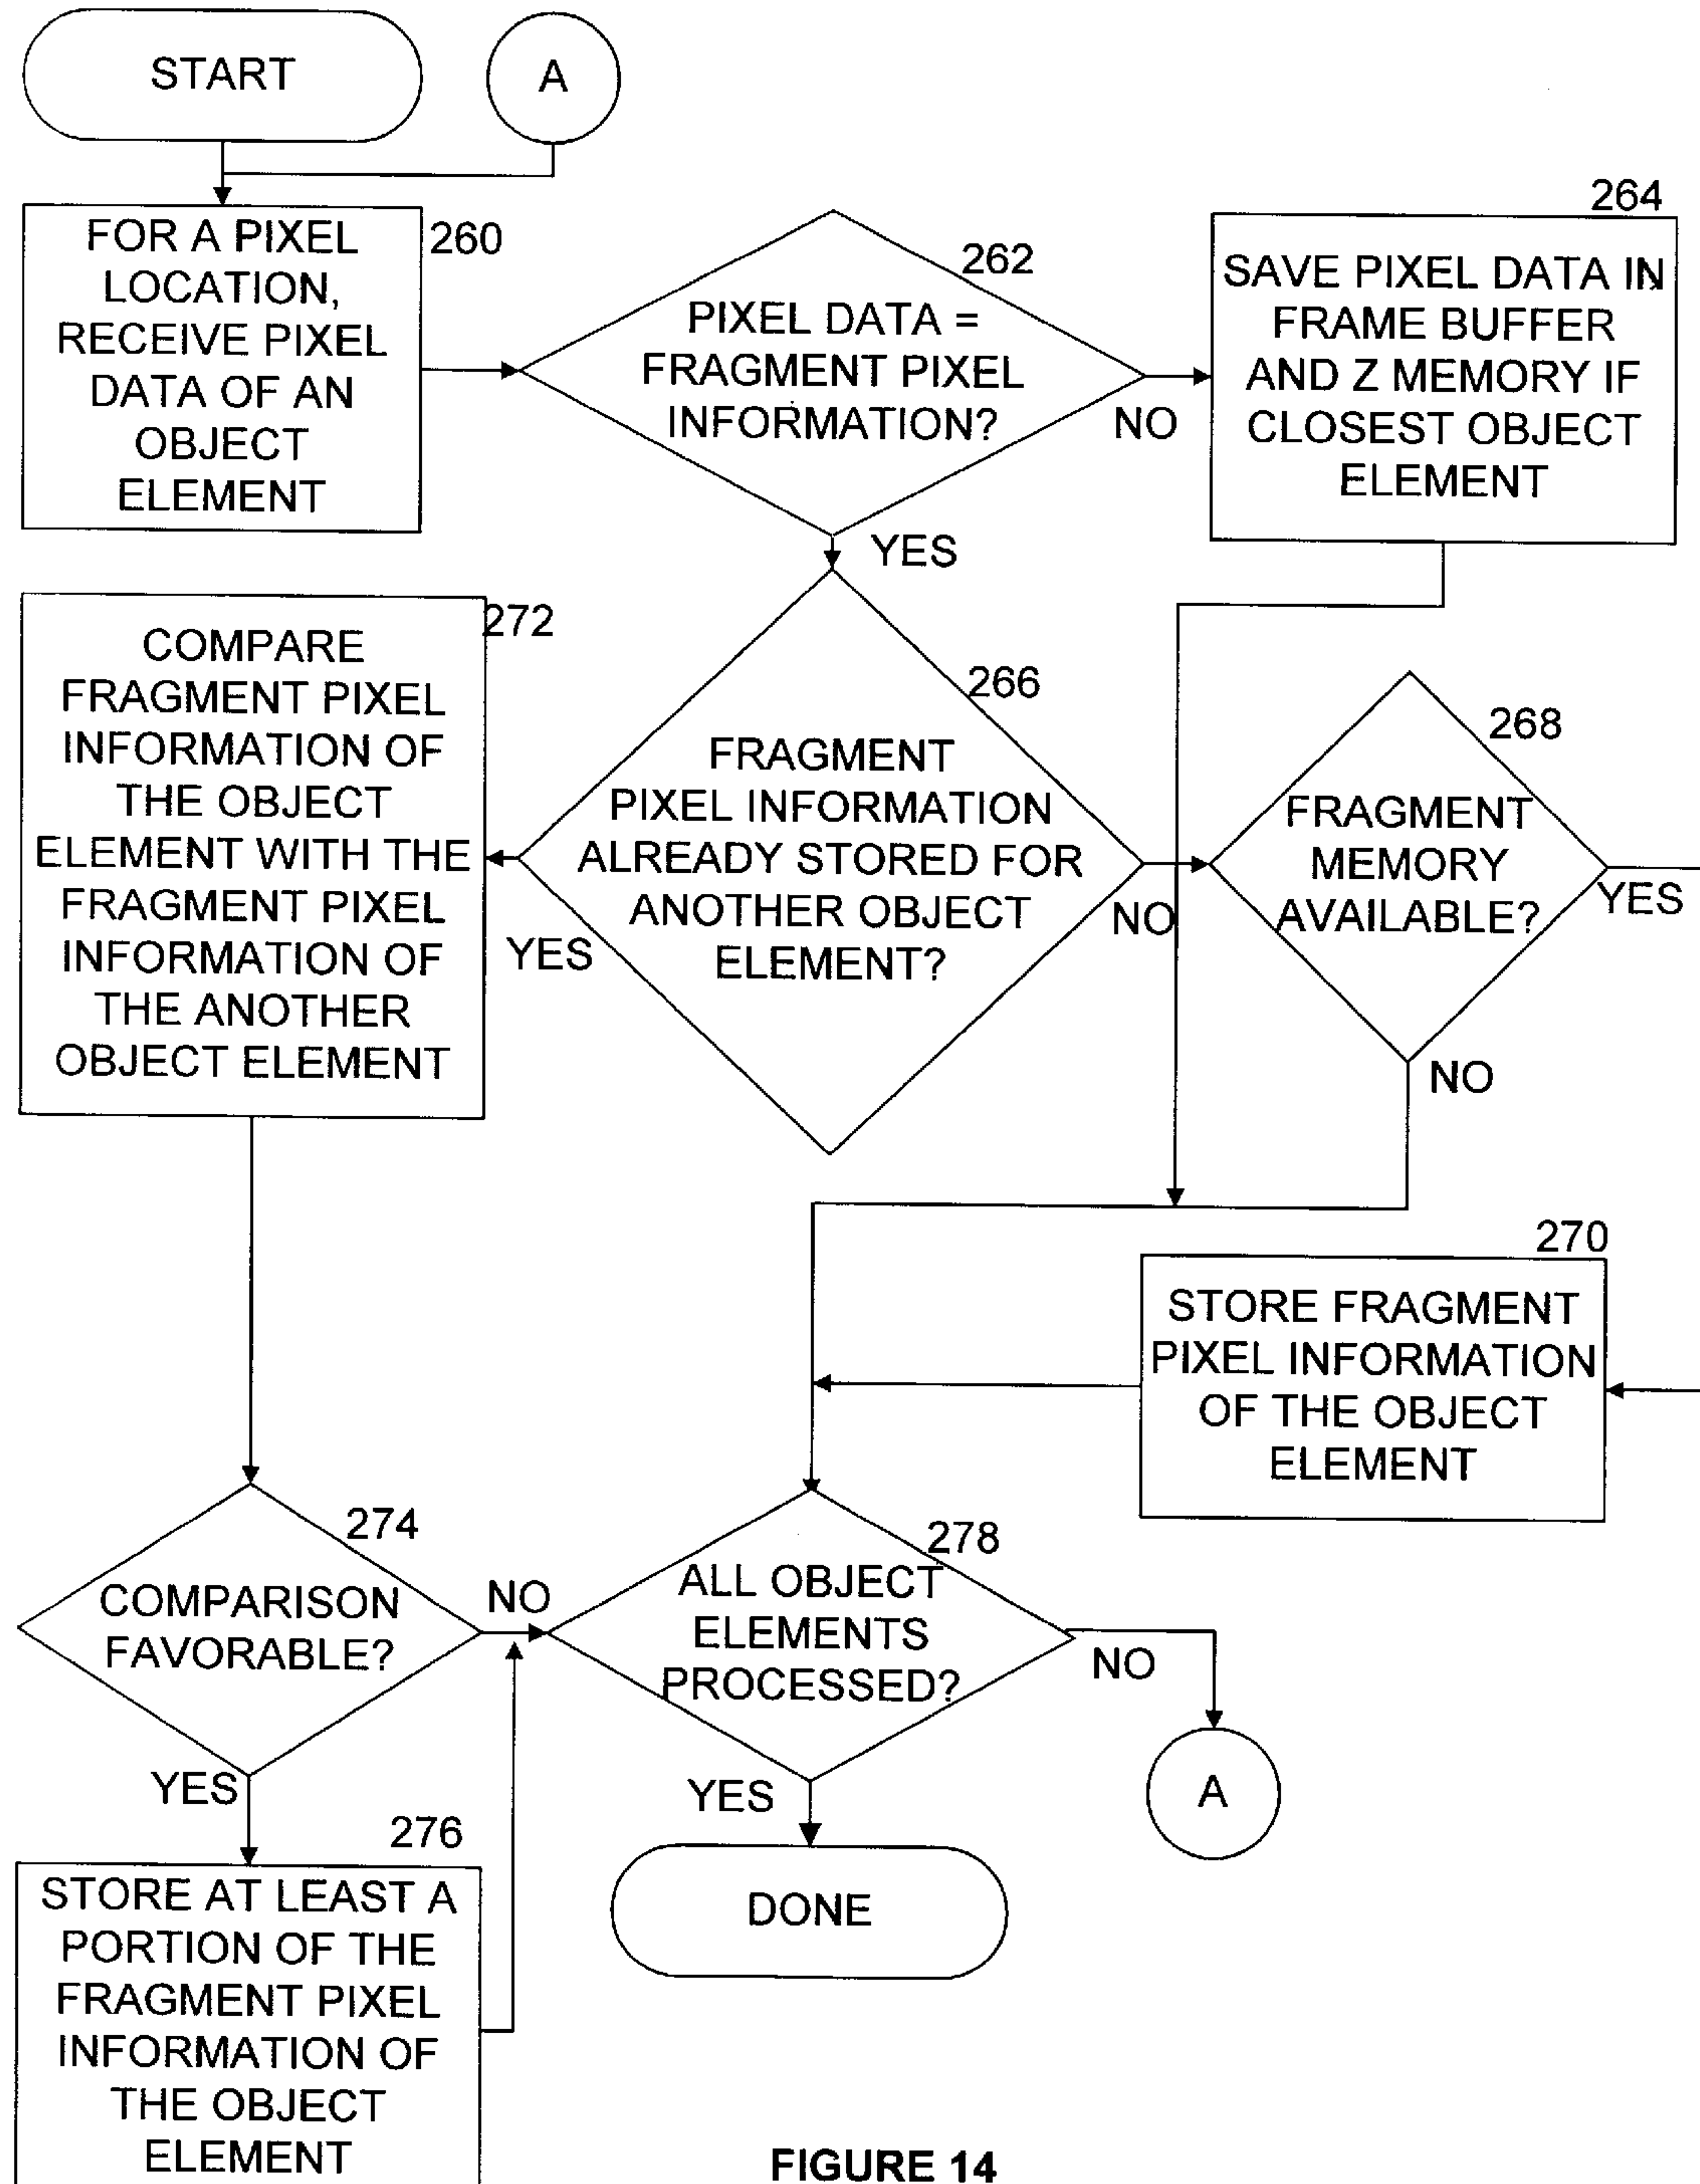 START
A
FOR A PIXEL
LOCATION,
RECEIVE PIXEL
DATA OF AN
OBJECT
ELEMENT
260
262
PIXEL DATA =
FRAGMENT PIXEL
INFORMATION?
NO
YES
264
SAVE PIXEL DATA IN
FRAME BUFFER
AND Z MEMORY IF
CLOSEST OBJECT
ELEMENT
272
COMPARE
FRAGMENT PIXEL
INFORMATION OF
THE OBJECT
ELEMENT WITH THE
FRAGMENT PIXEL
INFORMATION OF
THE ANOTHER
OBJECT ELEMENT
266
FRAGMENT
PIXEL INFORMATION
ALREADY STORED FOR
ANOTHER OBJECT
ELEMENT?
YES
NO
268
FRAGMENT
MEMORY
AVAILABLE?
YES
NO
270
STORE FRAGMENT
PIXEL INFORMATION
OF THE OBJECT
ELEMENT
274
COMPARISON
FAVORABLE?
NO
YES
278
ALL OBJECT
ELEMENTS
PROCESSED?
NO
YES
A
276
STORE AT LEAST A
PORTION OF THE
FRAGMENT PIXEL
INFORMATION OF
THE OBJECT
ELEMENT
DONE
FIGURE 14